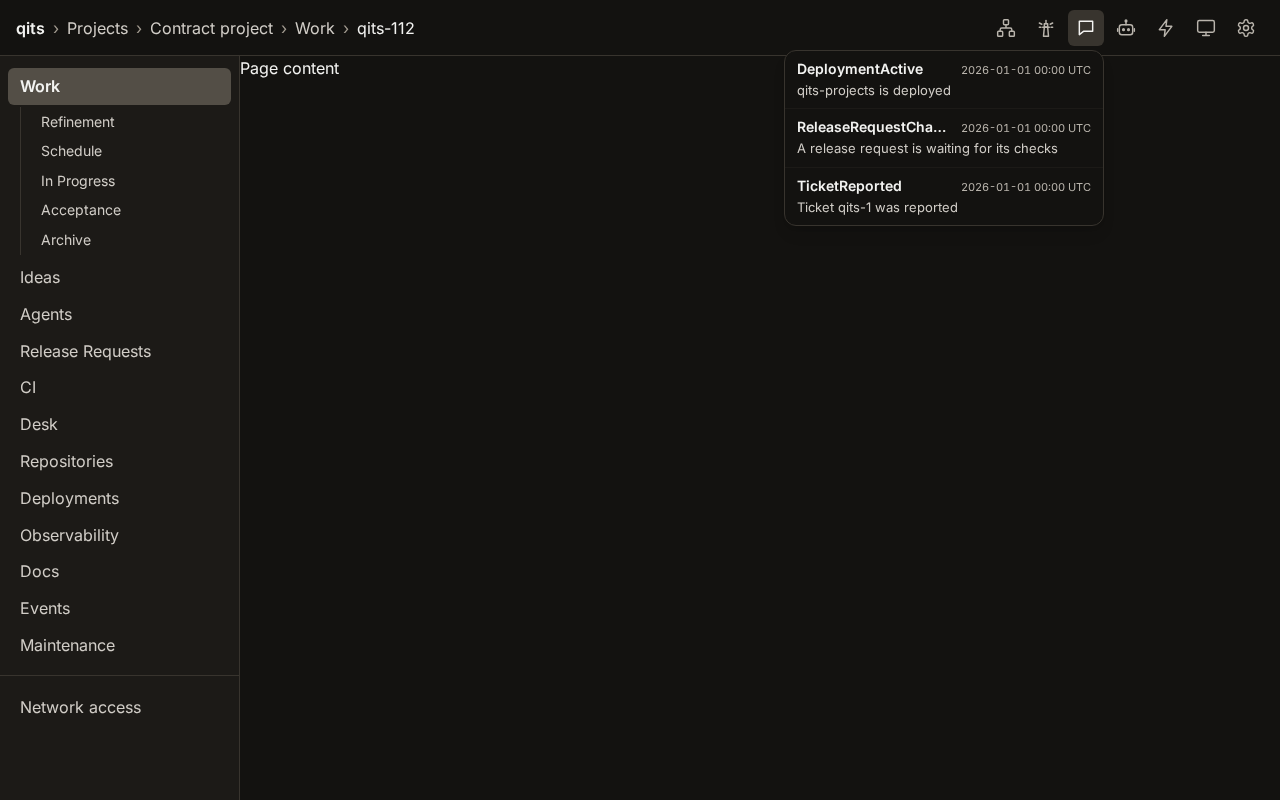 qits › Projects › Contract project › Work › qits-112
Work
Refinement
Schedule
In Progress
Acceptance
Archive
Ideas
Agents
Release Requests
CI
Desk
Repositories
Deployments
Observability
Docs
Events
Maintenance
Network access
Page content
DeploymentActive 2026-01-01 00:00 UTC
qits-projects is deployed
ReleaseRequestCha… 2026-01-01 00:00 UTC
A release request is waiting for its checks
TicketReported 2026-01-01 00:00 UTC
Ticket qits-1 was reported